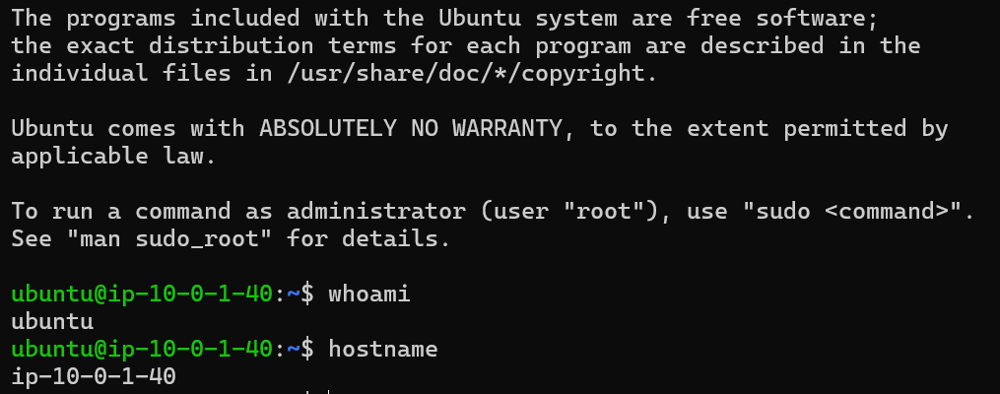 The programs included with the Ubuntu system are free software;
the exact distribution terms for each program are described in the
individual files in /usr/share/doc/*/copyright.
Ubuntu comes with ABSOLUTELY NO WARRANTY, to the extent permitted by
applicable law.
To run a command as administrator (user "root"), use "sudo <command>".
See "man sudo_root" for details.
ubuntu@ip-10-0-1-40:~$ whoami
ubuntu
ubuntu@ip-10-0-1-40:~$ hostname
ip-10-0-1-40